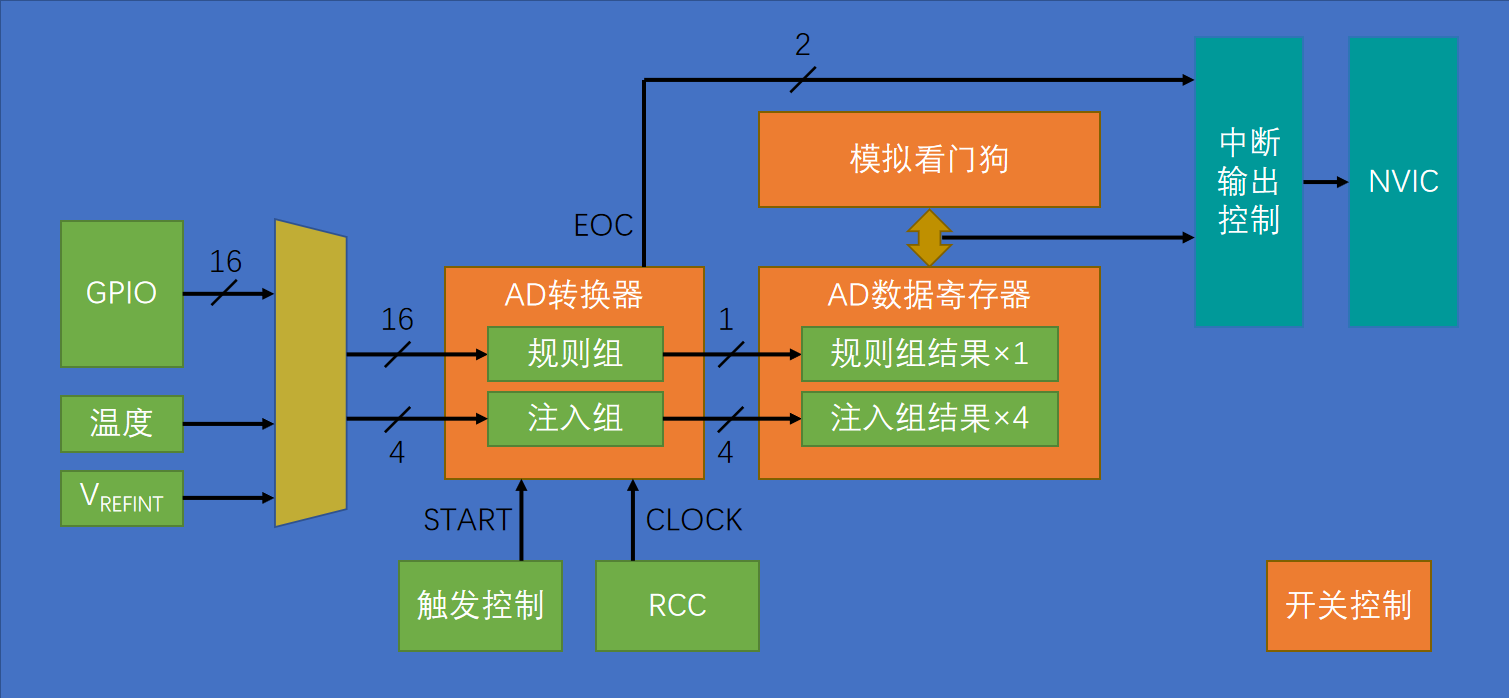 2
模拟看门狗
中断
输出
控制
NVIC
EOC
GPIO
16
AD转换器
AD数据寄存器
16
规则组
1
规则组结果×1
温度
4
注入组
4
注入组结果×4
VREFINT
START
CLOCK
触发控制
RCC
开关控制